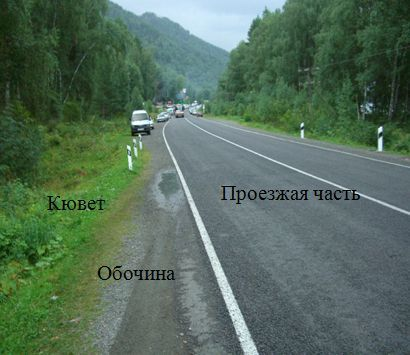 Проезжая часть
Кювет
Обочина